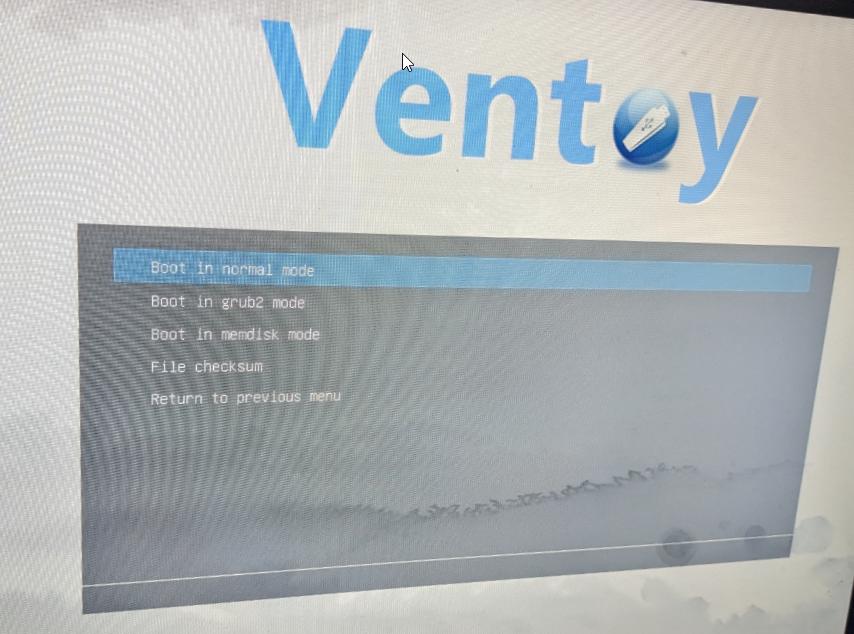 Ventoy
Boot in normal mode
Boot in grub2 mode
Boot in memdisk mode
File checksum
Return to previous menu